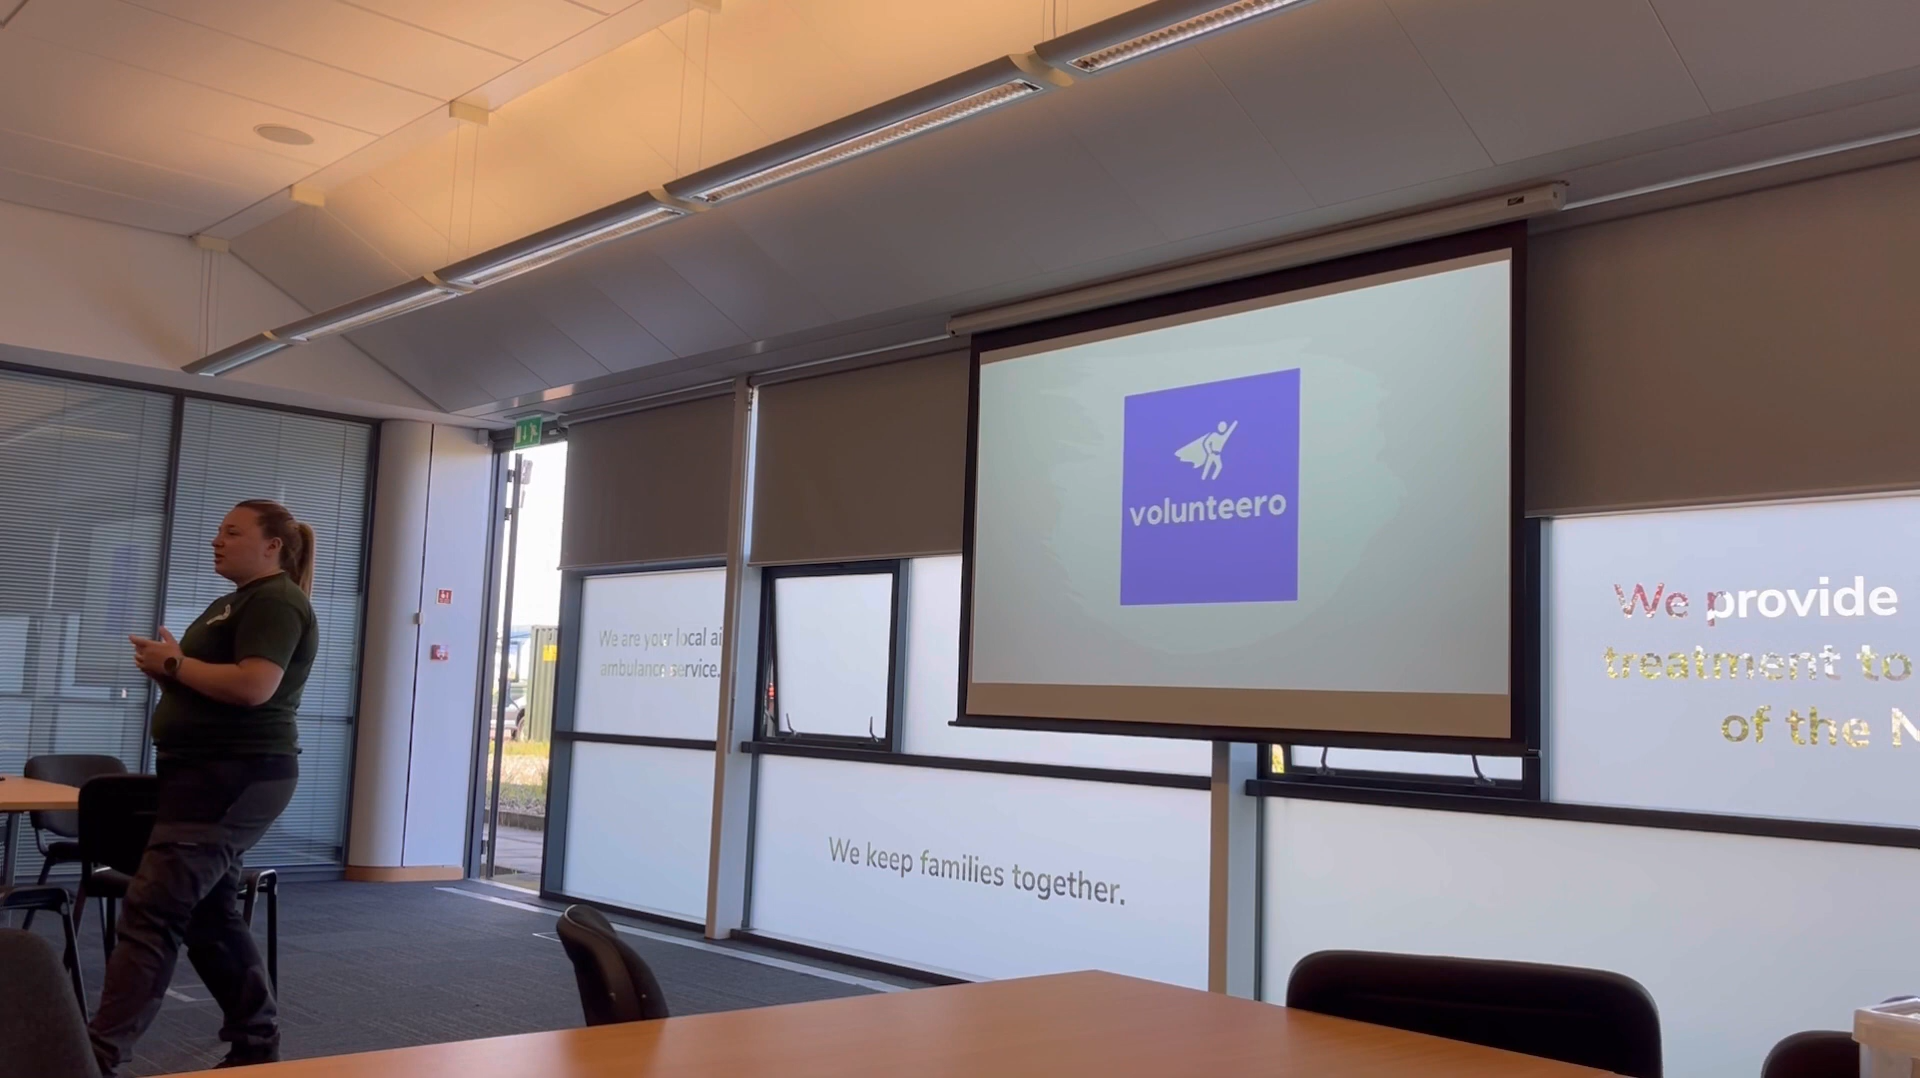 volunteero
We are your local ai
ambulance service.
We keep families together.
We provide
treatment to
of the N